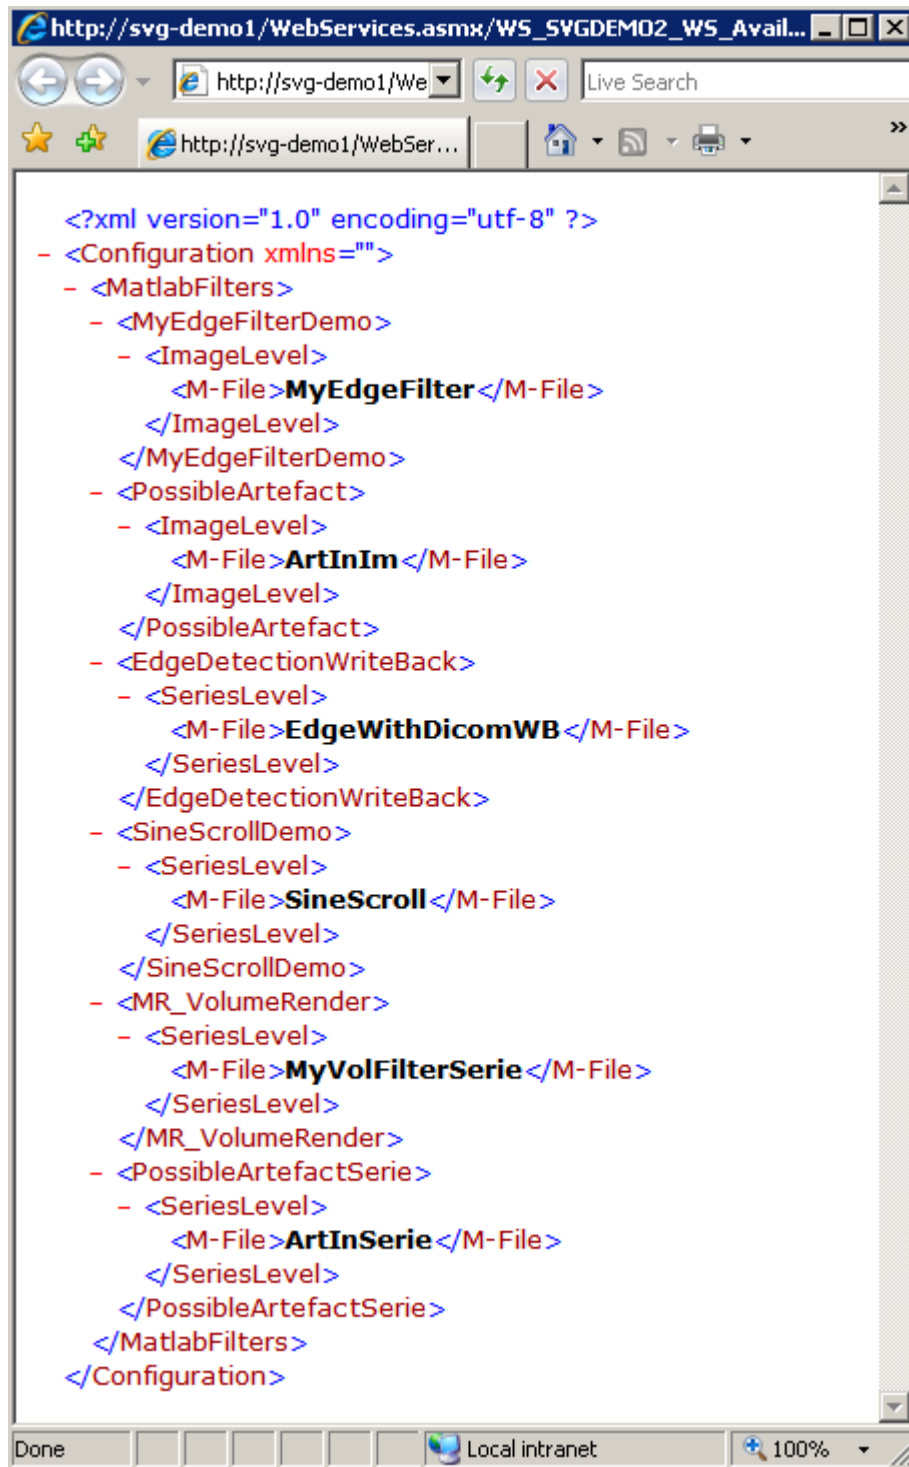 http://svg-demo1/WebServices.asmx/WS_SVGDEMO2_WS_Avail...
http://svg-demo1/We
Live Search
http://svg-demo1/WebSer...
»
<?xml version="1.0" encoding="utf-8" ?>
- <Configuration xmlns="">
- <MatlabFilters>
- <MyEdgeFilterDemo>
- <ImageLevel>
<M-File>MyEdgeFilter</M-File>
</ImageLevel>
</MyEdgeFilterDemo>
- <PossibleArtefact>
- <ImageLevel>
<M-File>ArtInIm</M-File>
</ImageLevel>
</PossibleArtefact>
- <EdgeDetectionWriteBack>
- <SeriesLevel>
<M-File>EdgeWithDicomWB</M-File>
</SeriesLevel>
</EdgeDetectionWriteBack>
- <SineScrollDemo>
- <SeriesLevel>
<M-File>SineScroll</M-File>
</SeriesLevel>
</SineScrollDemo>
- <MR_VolumeRender>
- <SeriesLevel>
<M-File>MyVolFilterSerie</M-File>
</SeriesLevel>
</MR_VolumeRender>
- <PossibleArtefactSerie>
- <SeriesLevel>
<M-File>ArtInSerie</M-File>
</SeriesLevel>
</PossibleArtefactSerie>
</MatlabFilters>
</Configuration>
Done Local intranet 100%